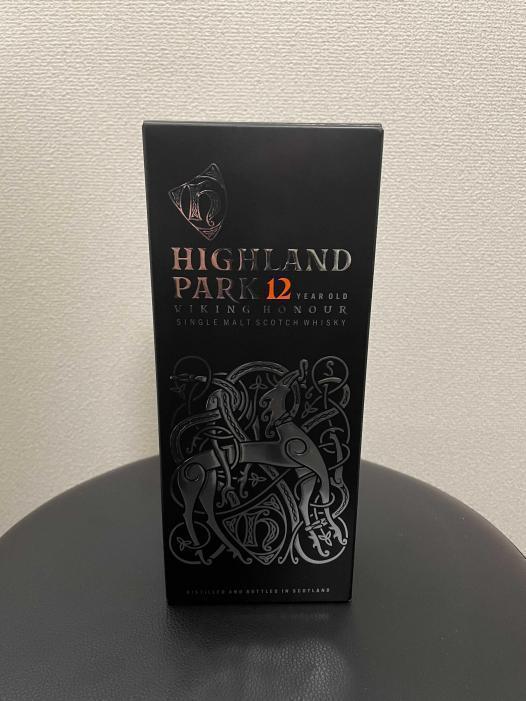 H
HIGHLAND
PARK 12 YEAR OLD
VIKING HONOUR
SINGLE MALT SCOTCH WHISKY
H
DISTILLED AND BOTTLED IN SCOTLAND